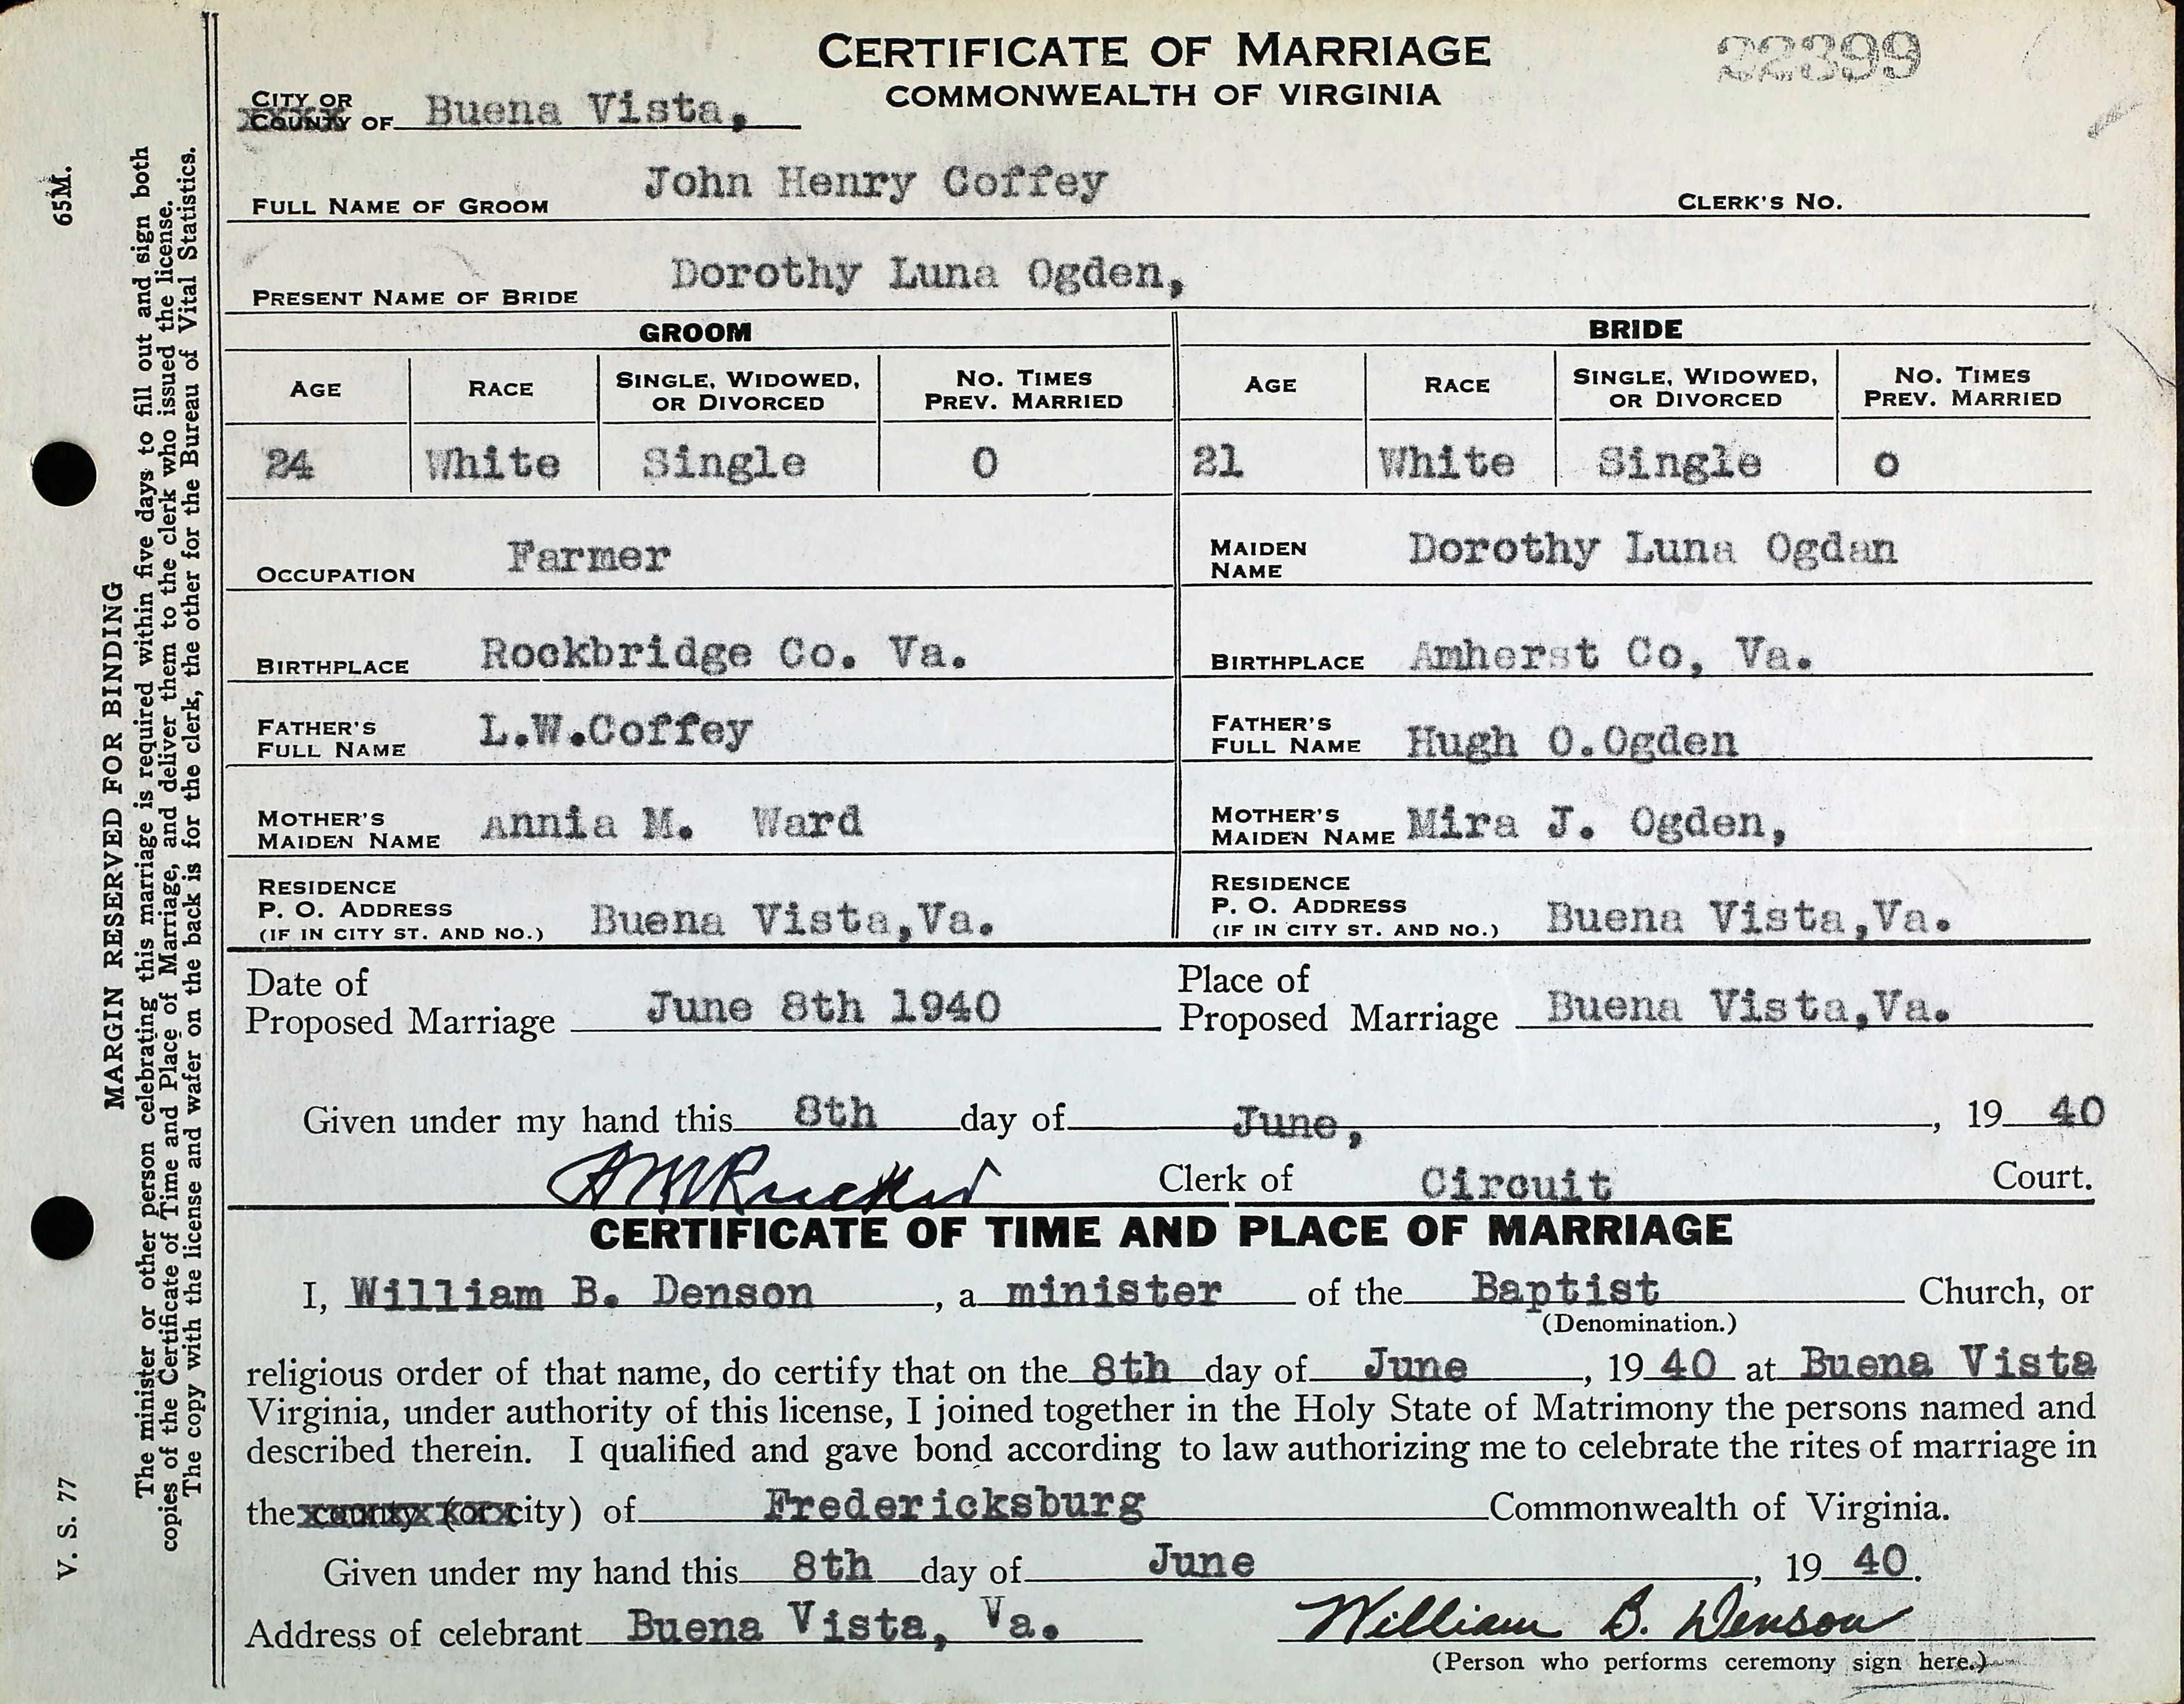 CERTIFICATE OF MARRIAGE
COMMONWEALTH OF VIRGINIA
22399
CITY OR
COUNTY OF Buena Vista,
FULL NAME OF GROOM John Henry Coffey CLERK'S NO.
PRESENT NAME OF BRIDE Dorothy Luna Ogden,
GROOM BRIDE
AGE RACE SINGLE, WIDOWED, OR DIVORCED NO. TIMES PREV. MARRIED AGE RACE SINGLE, WIDOWED, OR DIVORCED NO. TIMES PREV. MARRIED
24 White Single 0 21 White Single o
OCCUPATION Farmer MAIDEN NAME Dorothy Luna Ogdan
BIRTHPLACE Rockbridge Co. Va. BIRTHPLACE Amherst Co, Va.
FATHER'S FULL NAME L.W.Coffey FATHER'S FULL NAME Hugh O.Ogden
MOTHER'S MAIDEN NAME Annia M. Ward MOTHER'S MAIDEN NAME Mira J. Ogden,
RESIDENCE P. O. ADDRESS (IF IN CITY ST. AND NO.) Buena Vista,Va. RESIDENCE P. O. ADDRESS (IF IN CITY ST. AND NO.) Buena Vista,Va.
Date of Proposed Marriage June 8th 1940 Place of Proposed Marriage Buena Vista,Va.
Given under my hand this 8th day of June, , 19 40
Rucker Clerk of Circuit Court.
CERTIFICATE OF TIME AND PLACE OF MARRIAGE
I, William B. Denson , a minister of the Baptist Church, or
(Denomination.)
religious order of that name, do certify that on the 8th day of June , 19 40 at Buena Vista
Virginia, under authority of this license, I joined together in the Holy State of Matrimony the persons named and
described therein. I qualified and gave bond according to law authorizing me to celebrate the rites of marriage in
the county (or city) of Fredericksburg Commonwealth of Virginia.
Given under my hand this 8th day of June , 19 40.
Address of celebrant Buena Vista, Va. William B. Denson
(Person who performs ceremony sign here.)
V. S. 77 65M.
MARGIN RESERVED FOR BINDING
The minister or other person celebrating this marriage is required within five days to fill out and sign both
copies of the Certificate of Time and Place of Marriage, and deliver them to the clerk who issued the license.
The copy with the license and wafer on the back is for the clerk, the other for the Bureau of Vital Statistics.